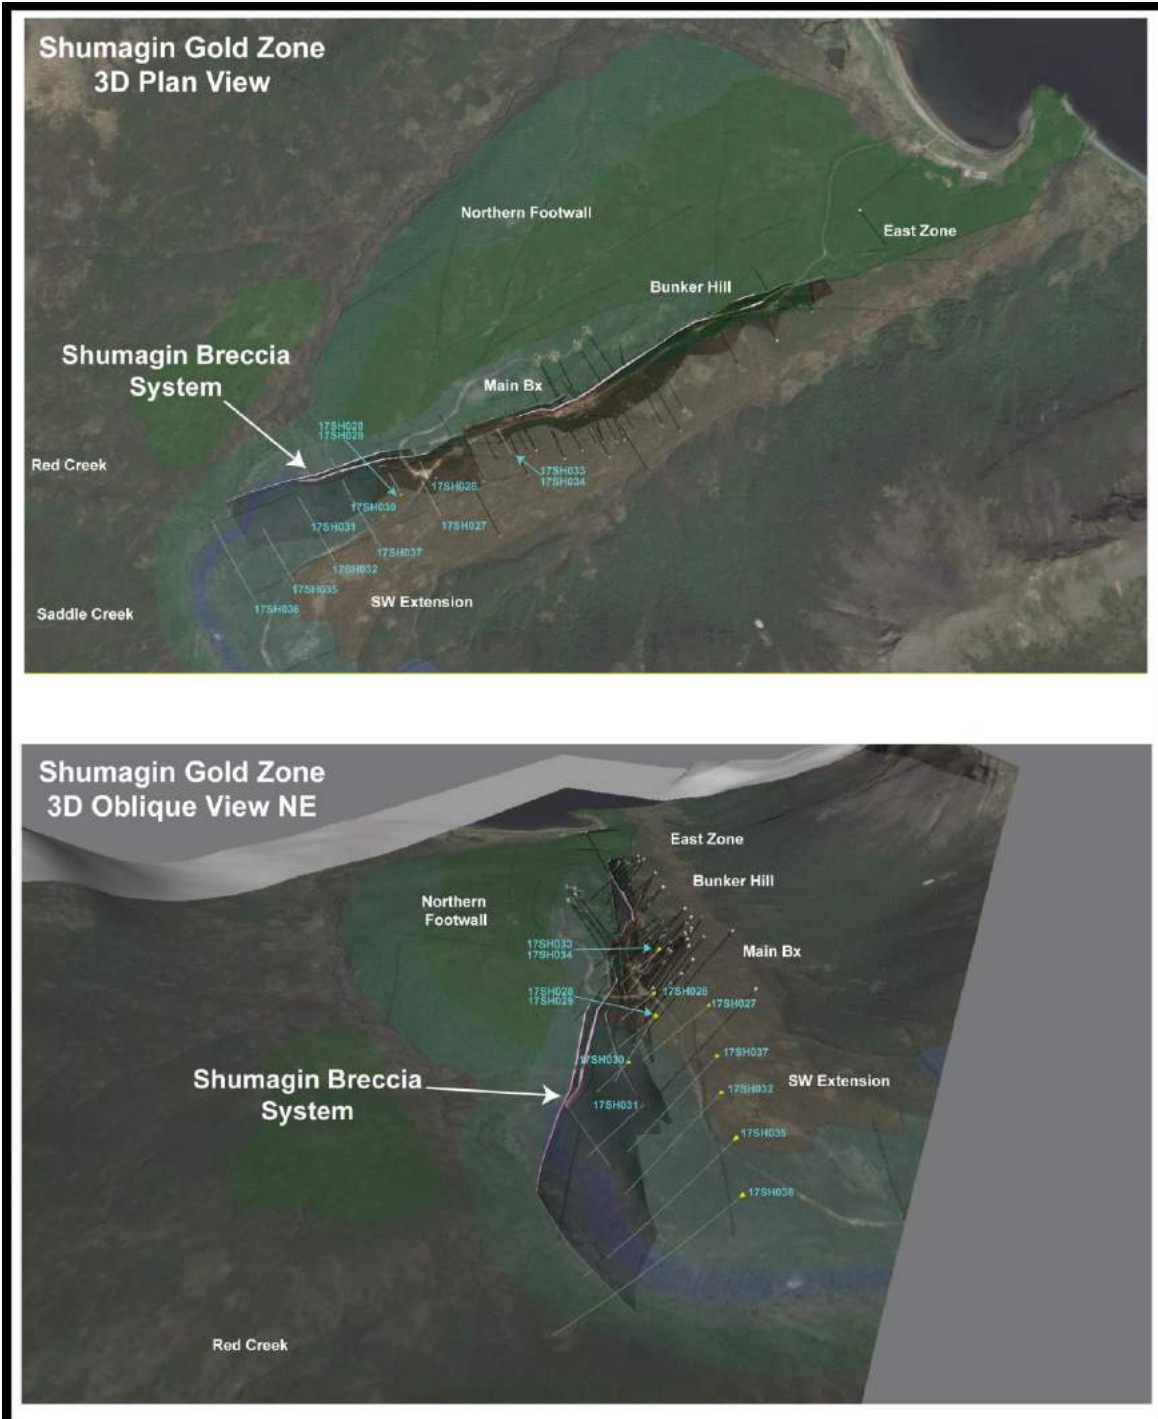 Shumagin Gold Zone
3D Plan View
Northern Footwall
East Zone
Bunker Hill
Shumagin Breccia
System
Main Bx
17SH028
17SH029
Red Creek
17SH033
17SH034
17SH026
17SH030
17SH031
17SH027
17SH037
17SH032
17SH035
SW Extension
17SH036
Saddle Creek
Shumagin Gold Zone
3D Oblique View NE
East Zone
Bunker Hill
Northern
Footwall
17SH033
17SH034
Main Bx
17SH028
17SH029
17SH026
17SH027
17SH030
17SH037
Shumagin Breccia
System
SW Extension
17SH032
17SH031
17SH035
17SH036
Red Creek